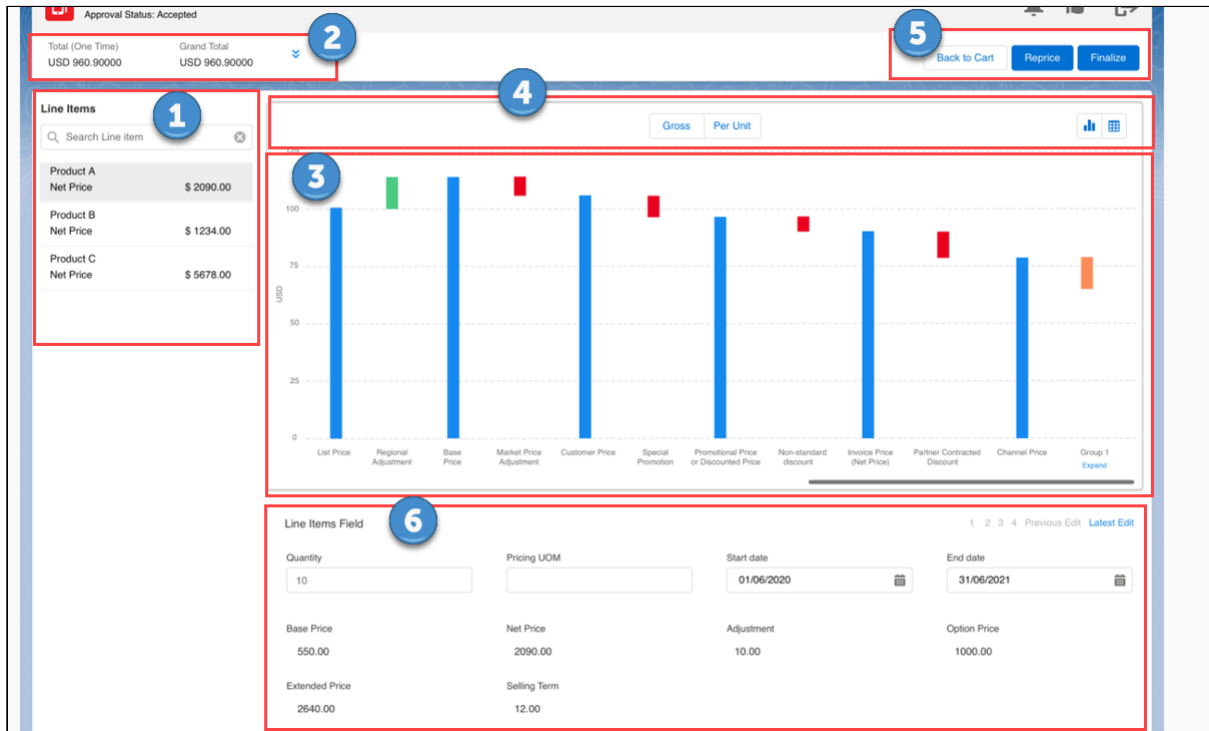 Approval Status: Accepted
Total (One Time)
Grand Total
USD 960.90000
USD 960.90000
2
5
Back to Cart
Reprice
Finalize
Line Items
1
Search Line item
Product A
Net Price
$ 2090.00
Product B
Net Price
$ 1234.00
Product C
Net Price
$ 5678.00
4
Gross
Per Unit
3
125
100
75
50
25
0
USD
List Price
Regional
Adjustment
Base
Price
Market Price
Adjustment
Customer Price
Special
Promotion
Promotional Price
or Discounted Price
Non-standard
discount
Invoice Price
(Net Price)
Partner Contracted
Discount
Channel Price
Group 1
Expand
Line Items Field
6
1 2 3 4 Previous Edit Latest Edit
Quantity
Pricing UOM
Start date
End date
10
01/06/2020
31/06/2021
Base Price
Net Price
Adjustment
Option Price
550.00
2090.00
10.00
1000.00
Extended Price
Selling Term
2640.00
12.00